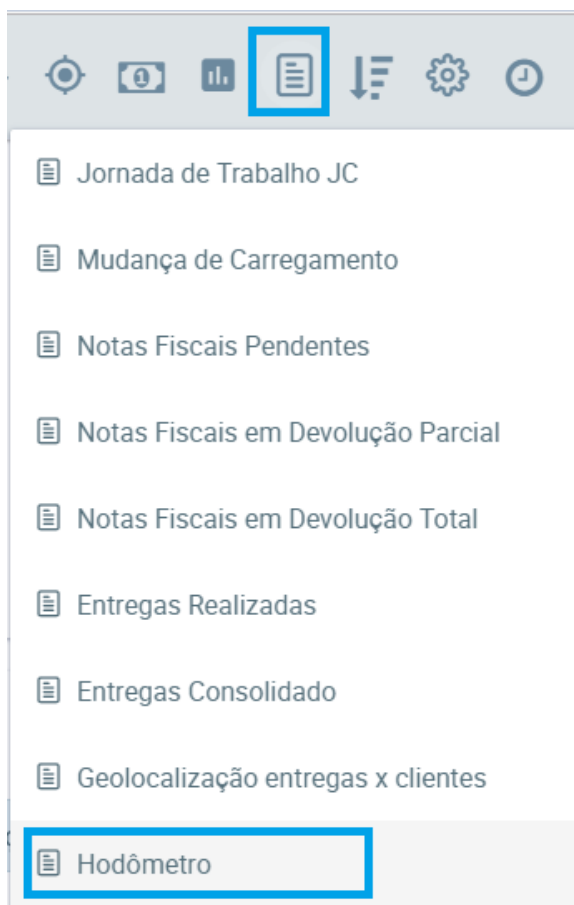 Jornada de Trabalho JC
Mudança de Carregamento
Notas Fiscais Pendentes
Notas Fiscais em Devolução Parcial
Notas Fiscais em Devolução Total
Entregas Realizadas
Entregas Consolidado
Geolocalização entregas x clientes
Hodômetro